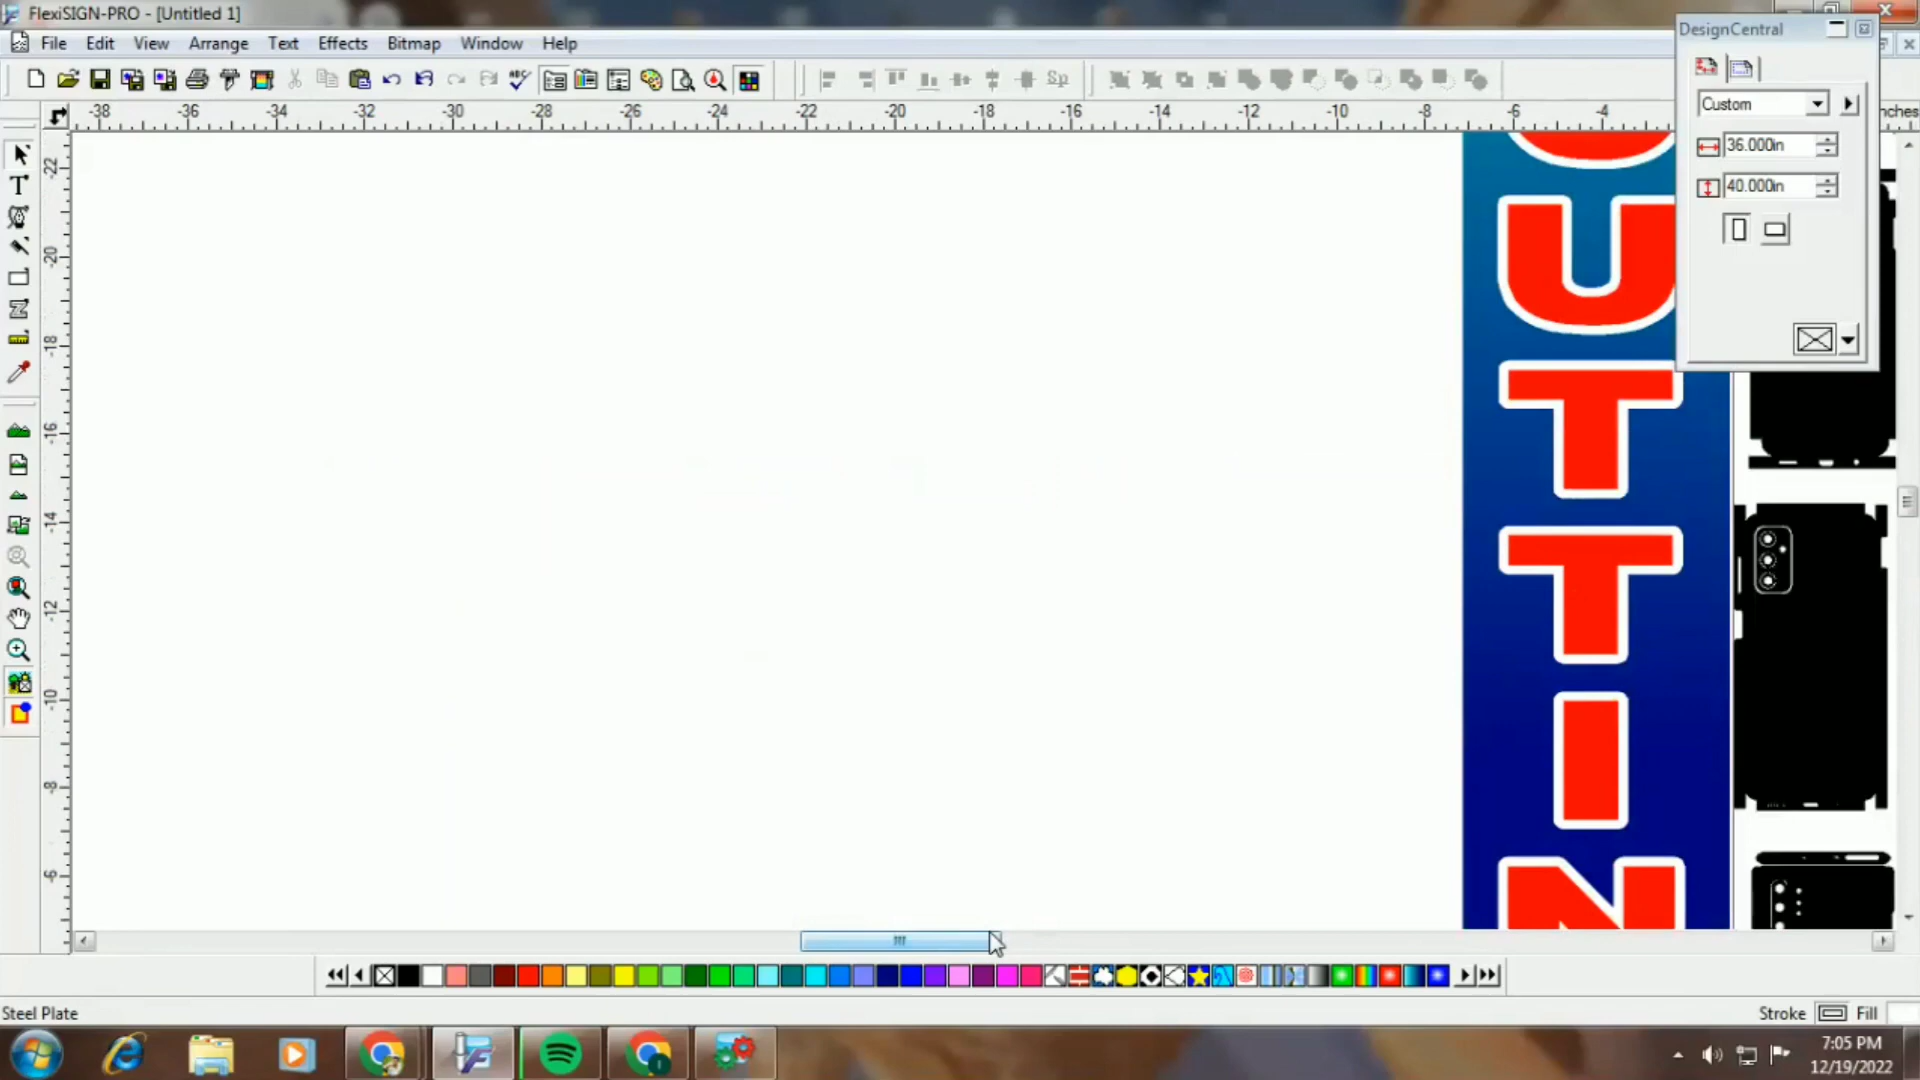 FlexiSIGN-PRO - [Untitled 1]
File Edit View Arrange Text Effects Bitmap Window Help
DesignCentral
Custom
36.000in
40.000in
-38 -36 -34 -32 -30 -28 -26 -24 -22 -20 -18 -16 -14 -12 -10 -8 -6 -4
nches
-22
-20
-18
-16
-14
-12
-10
-8
-6
U
T
T
I
N
Steel Plate
Stroke Fill
7:05 PM
12/19/2022